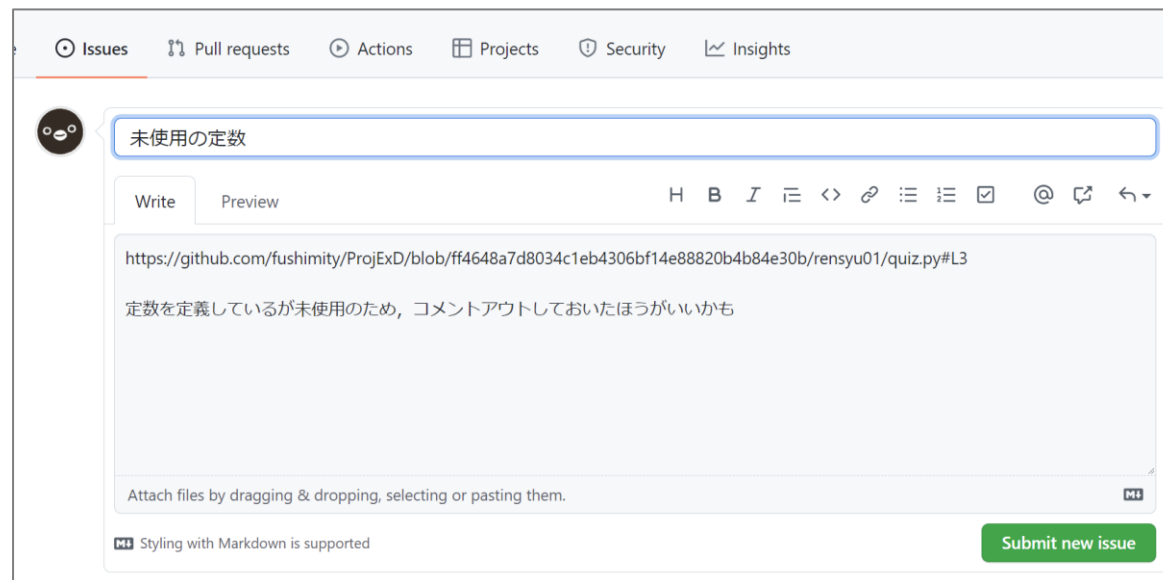 Issues Pull requests Actions Projects Security Insights
未使用の定数
Write Preview
https://github.com/fushimity/ProjExD/blob/ff4648a7d8034c1eb4306bf14e88820b4b84e30b/rensyu01/quiz.py#L3
定数を定義しているが未使用のため，コメントアウトしておいたほうがいいかも
Attach files by dragging & dropping, selecting or pasting them.
Styling with Markdown is supported
Submit new issue